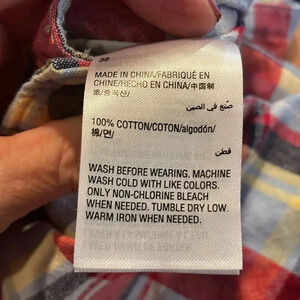 MADE IN CHINA/FABRIQUÉ EN
CHINE/HECHO EN CHINA/中国制
造/중국산/
صنع في الصين
100% COTTON/COTON/algodón/
棉/면/
قطن
WASH BEFORE WEARING. MACHINE
WASH COLD WITH LIKE COLORS.
ONLY NON-CHLORINE BLEACH
WHEN NEEDED. TUMBLE DRY LOW.
WARM IRON WHEN NEEDED.